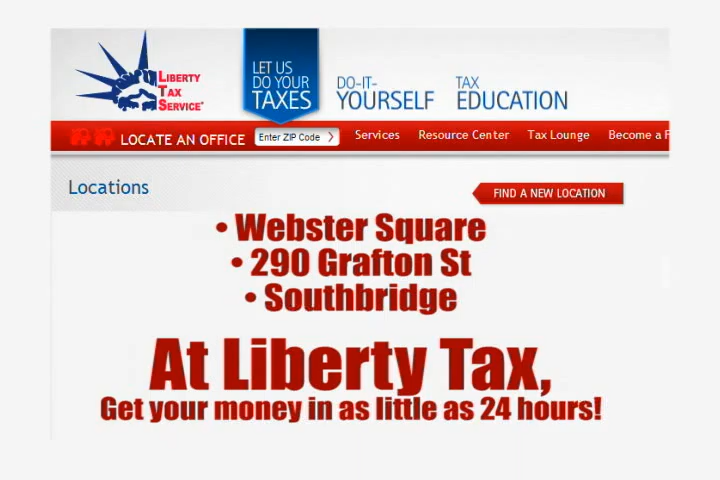 LIBERTY
TAX
SERVICE
LET US
DO YOUR
TAXES
DO-IT-
YOURSELF
TAX
EDUCATION
LOCATE AN OFFICE
Enter ZIP Code
Services
Resource Center
Tax Lounge
Become a F
Locations
FIND A NEW LOCATION
• Webster Square
• 290 Grafton St
• Southbridge
At Liberty Tax,
Get your money in as little as 24 hours!